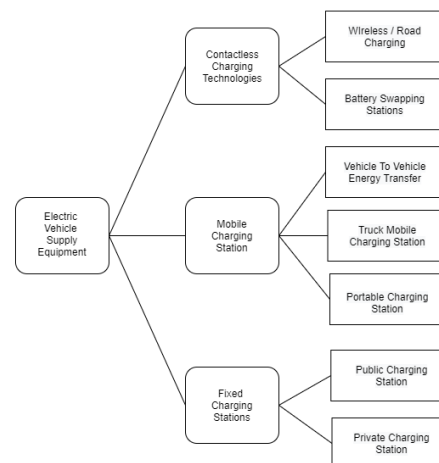 Contactless
Charging
Technologies
WIreless / Road
Charging
Battery Swapping
Stations
Electric
Vehicle
Supply
Equipment
Mobile
Charging
Station
Vehicle To Vehicle
Energy Transfer
Truck Mobile
Charging Station
Portable Charging
Station
Fixed
Charging
Stations
Public Charging
Station
Private Charging
Station